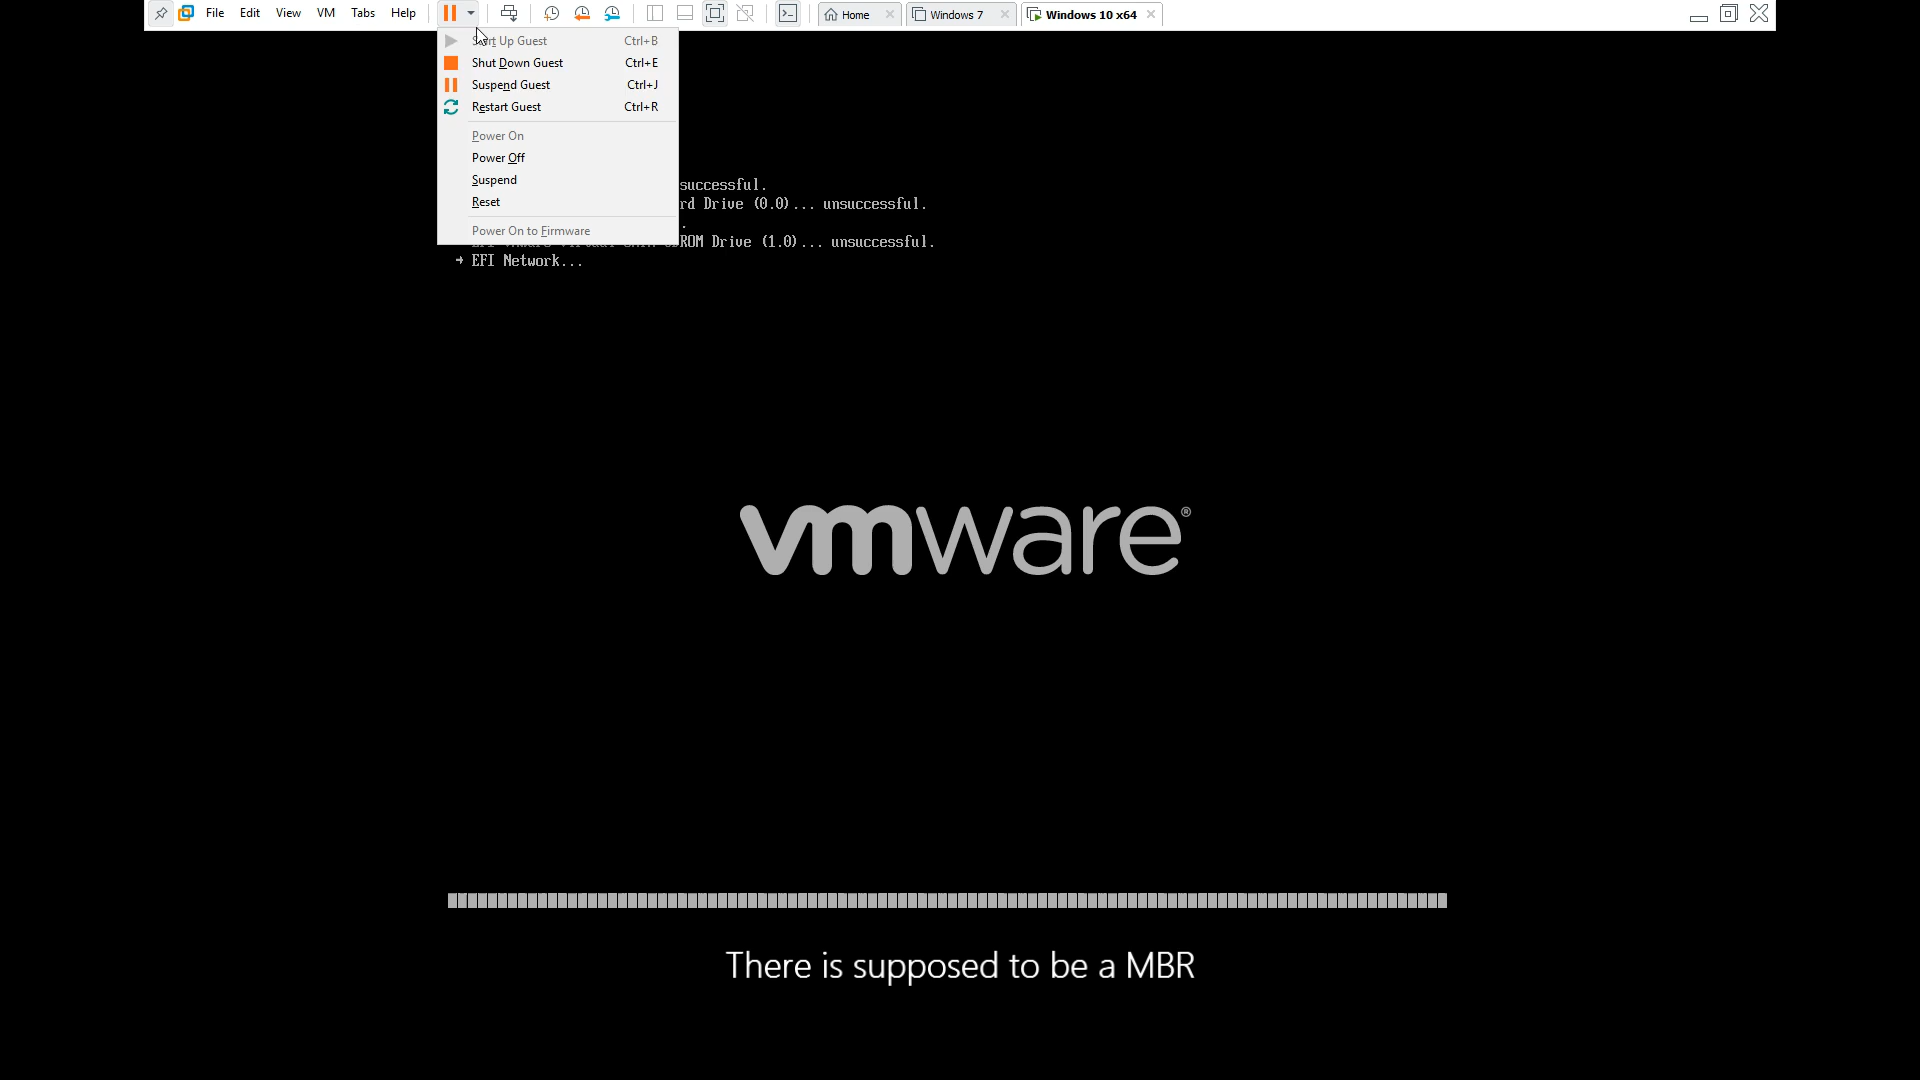 File Edit View VM Tabs Help Home Windows 7 Windows 10 x64
Up Guest Ctrl+B
Shut Down Guest Ctrl+E
Suspend Guest Ctrl+J
Restart Guest Ctrl+R
Power On
Power Off
Suspend
Reset
Power On to Firmware
successful.
rd Drive (0.0)... unsuccessful.
.
ROM Drive (1.0)... unsuccessful.
→ EFI Network...
vmware®
There is supposed to be a MBR